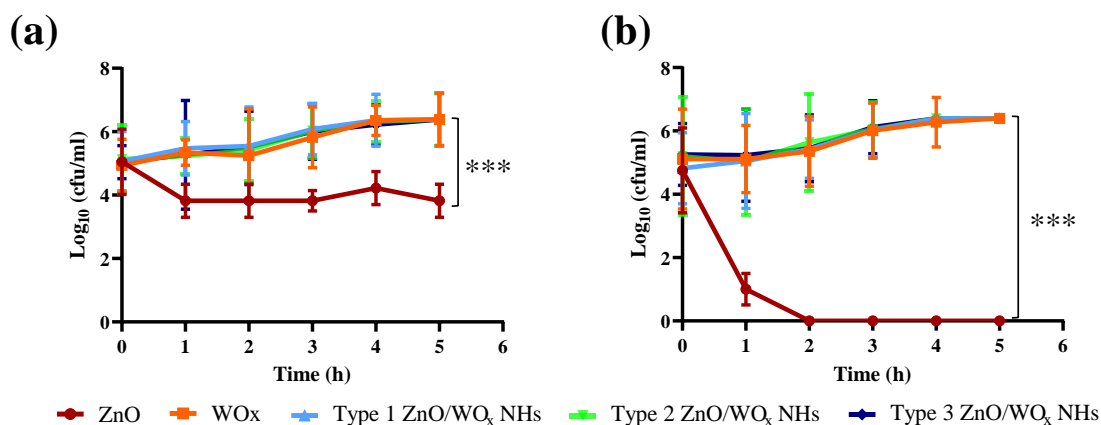 (a)
(b)
8
6
4
2
0
Log₁₀ (cfu/ml)
0 1 2 3 4 5 6
Time (h)
***
8
6
4
2
0
Log₁₀ (cfu/ml)
0 1 2 3 4 5 6
Time (h)
***
ZnO WOx Type 1 ZnO/WOₓ NHs Type 2 ZnO/WOₓ NHs Type 3 ZnO/WOₓ NHs